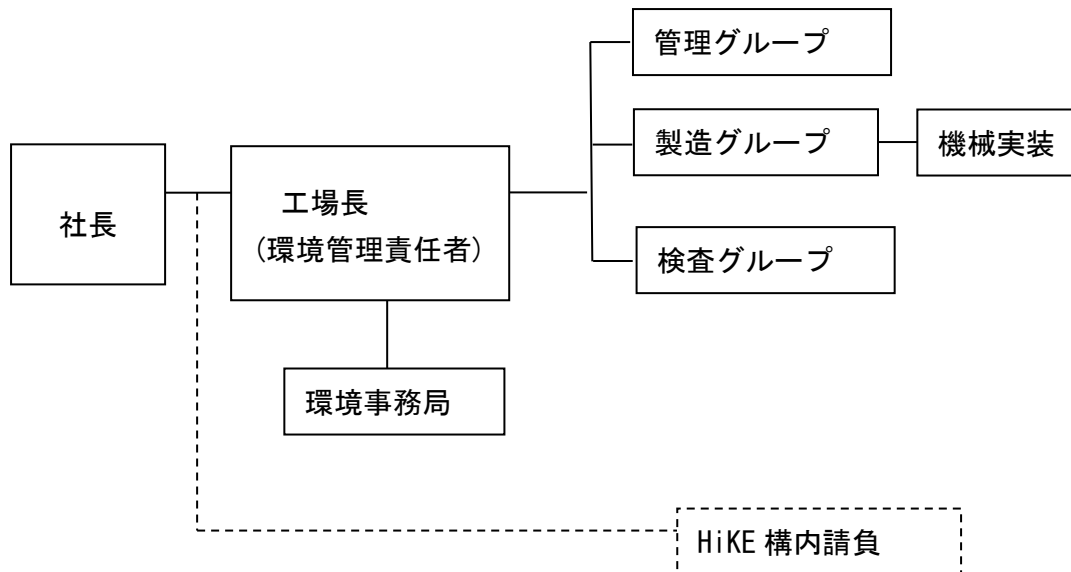 管理グループ
製造グループ
機械実装
社長
工場長
(環境管理責任者)
検査グループ
環境事務局
HiKE 構内請負